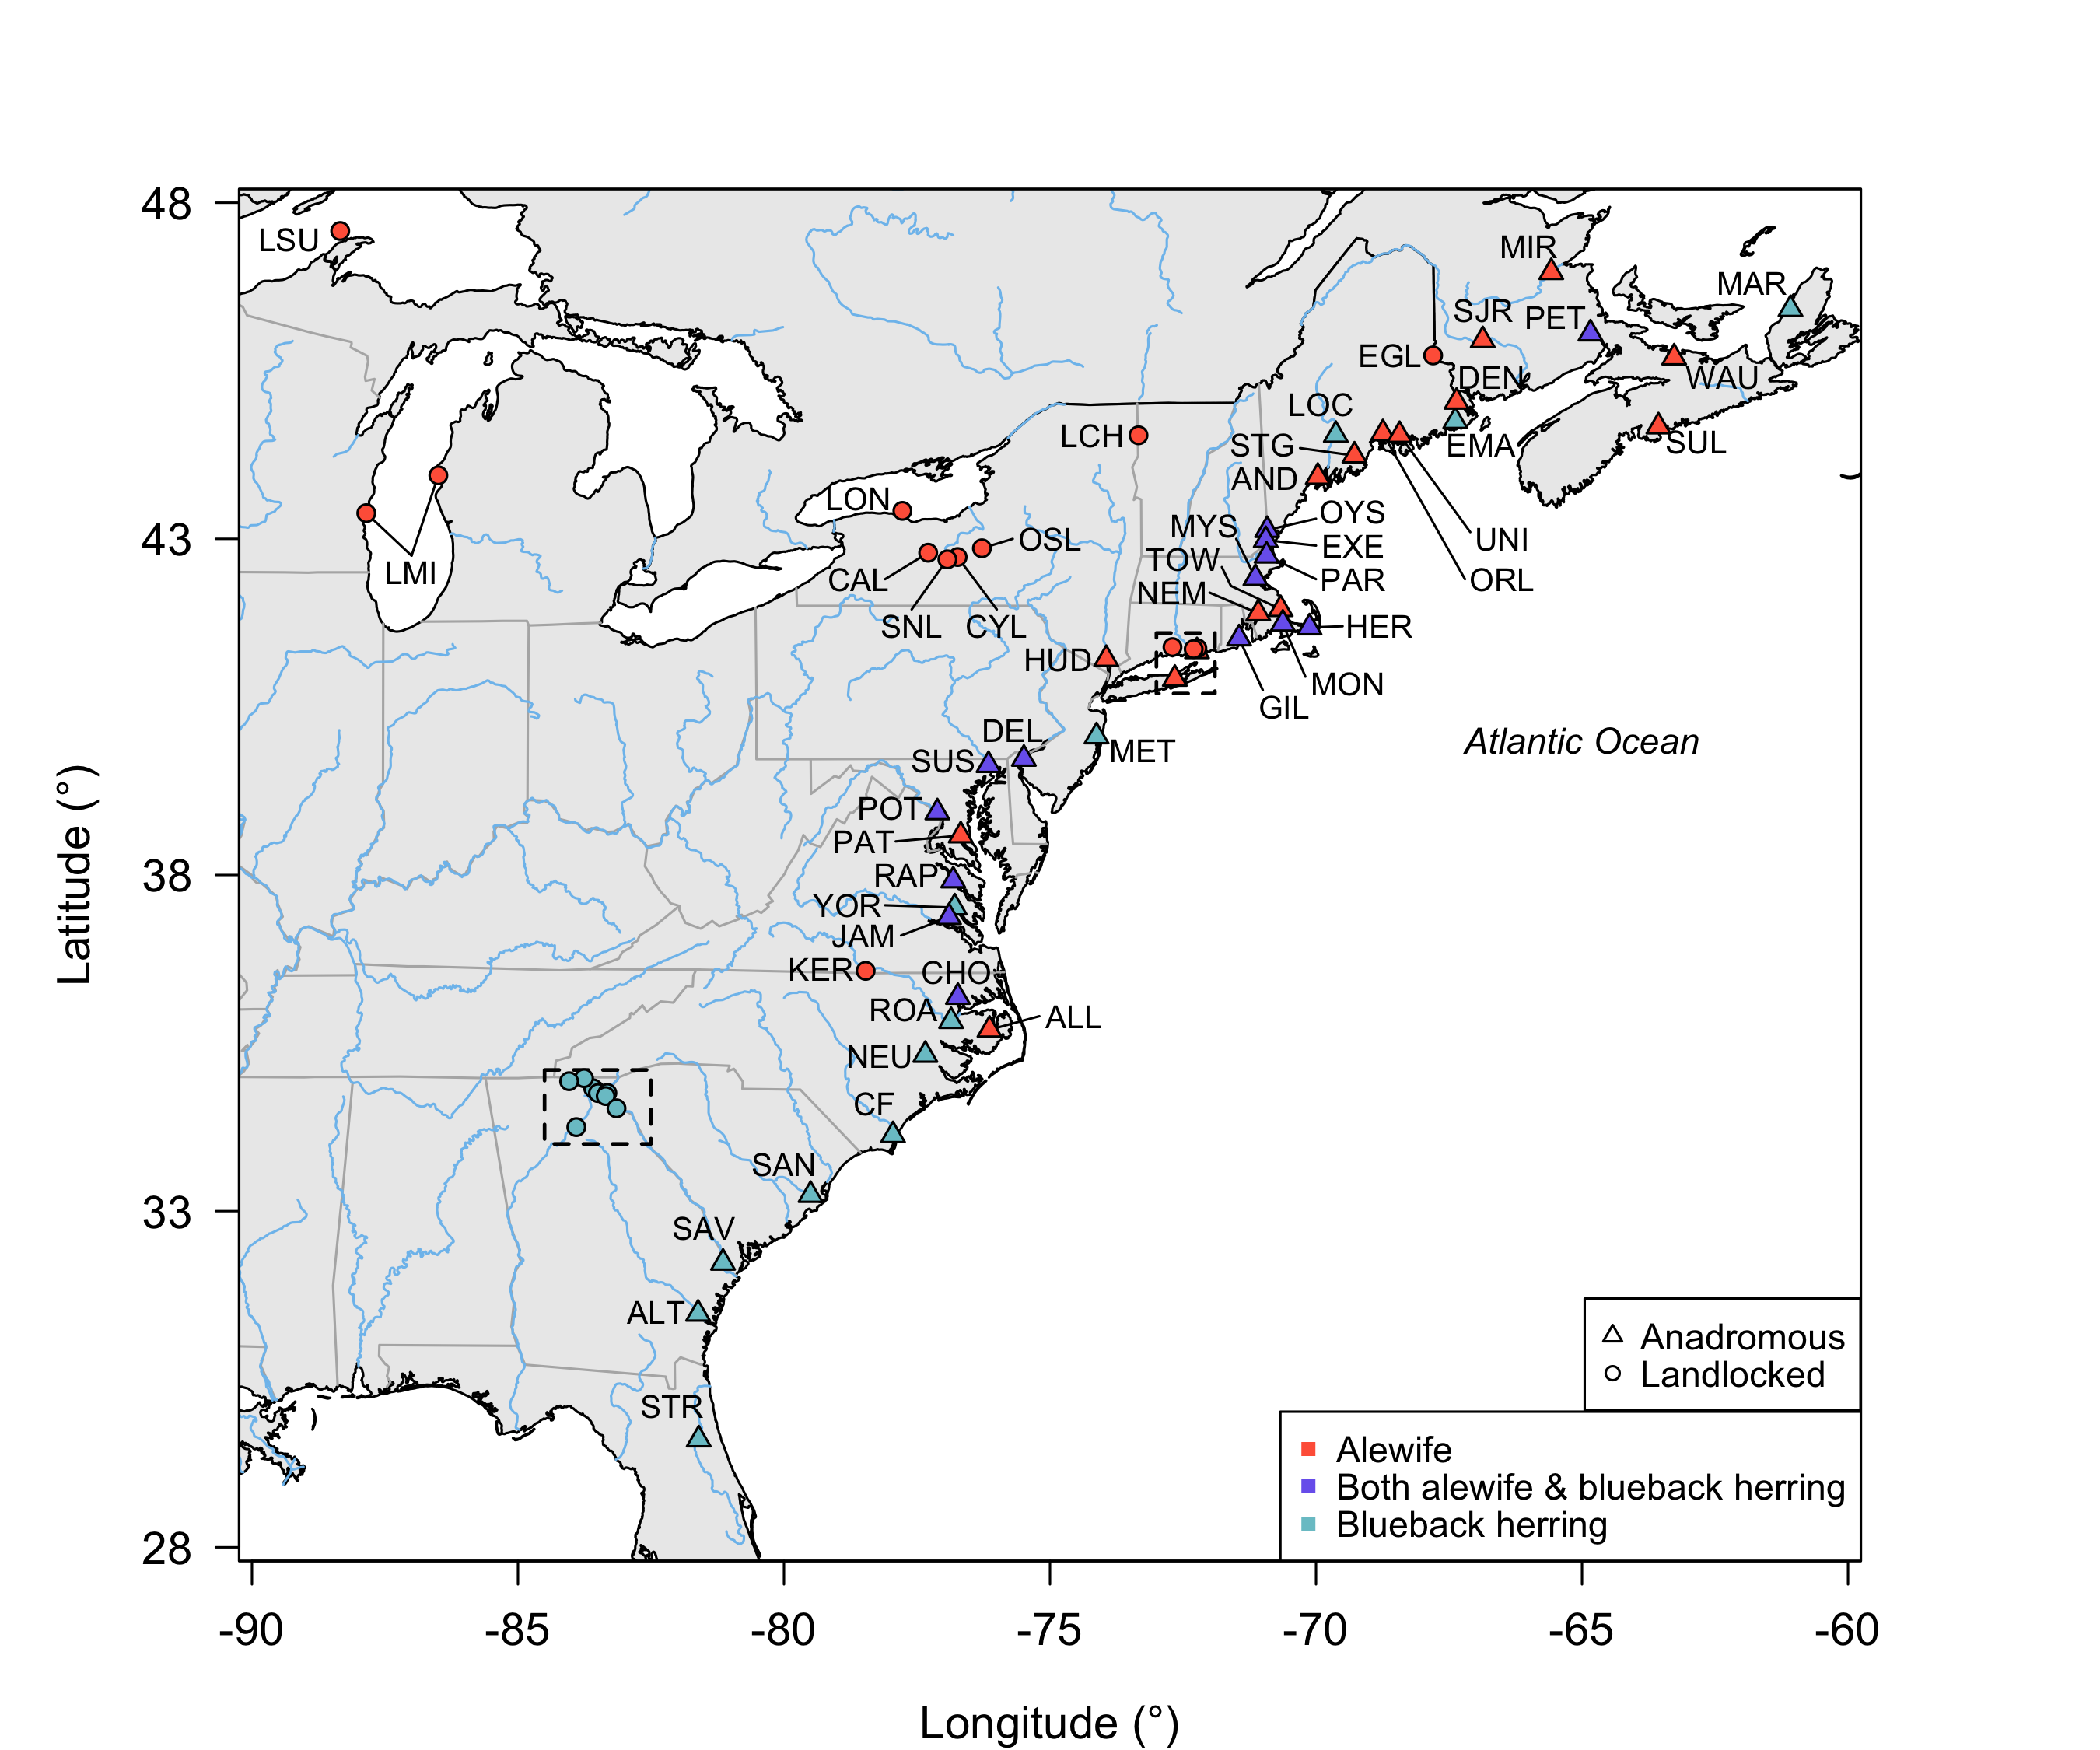 48
LSU
MIR
MAR
SJR
PET
EGL
DEN
WAU
LOC
LCH
STG
EMA
SUL
AND
LON
OYS
MYS
43
OSL
EXE
UNI
TOW
LMI
CAL
PAR
ORL
NEM
SNL
CYL
HER
HUD
MON
GIL
DEL
MET
Atlantic Ocean
SUS
POT
PAT
Latitude (°)
38
RAP
YOR
JAM
KER
CHO
ROA
ALL
NEU
CF
SAN
33
SAV
ALT
Anadromous
Landlocked
STR
Alewife
Both alewife & blueback herring
Blueback herring
28
-90
-85
-80
-75
-70
-65
-60
Longitude (°)